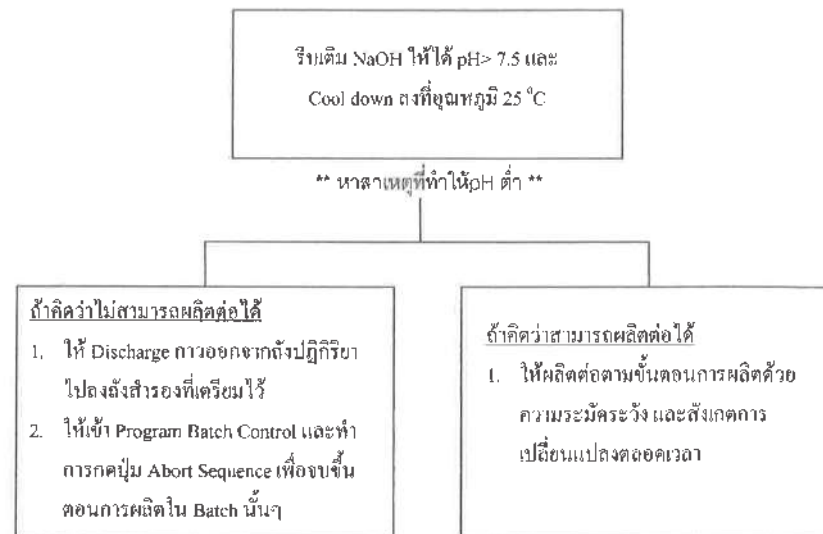 รีบเติม NaOH ให้ได้ pH> 7.5 และ
Cool down ลงที่อุณหภูมิ 25 °C
** หาสาเหตุที่ทำให้pH ต่ำ **
ถ้าคิดว่าไม่สามารถผลิตต่อได้
1. ให้ Discharge กาวออกจากถังปฏิกิริยา
ไปลงถังสำรองที่เตรียมไว้
2. ให้เข้า Program Batch Control และทำ
การกดปุ่ม Abort Sequence เพื่อจบขั้น
ตอนการผลิตใน Batch นั้นๆ
ถ้าคิดว่าสามารถผลิตต่อได้
1. ให้ผลิตต่อตามขั้นตอนการผลิตด้วย
ความระมัดระวัง และสังเกตการ
เปลี่ยนแปลงตลอดเวลา